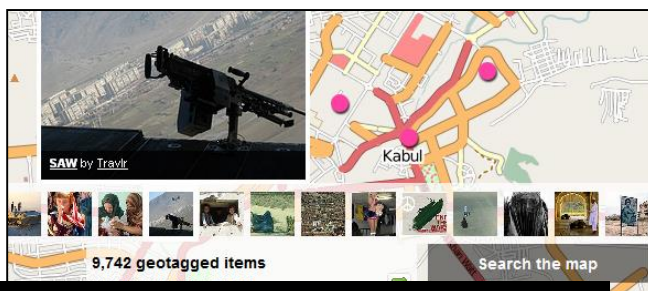 SAW by Travlr
Kabul
9,742 geotagged items
Search the map